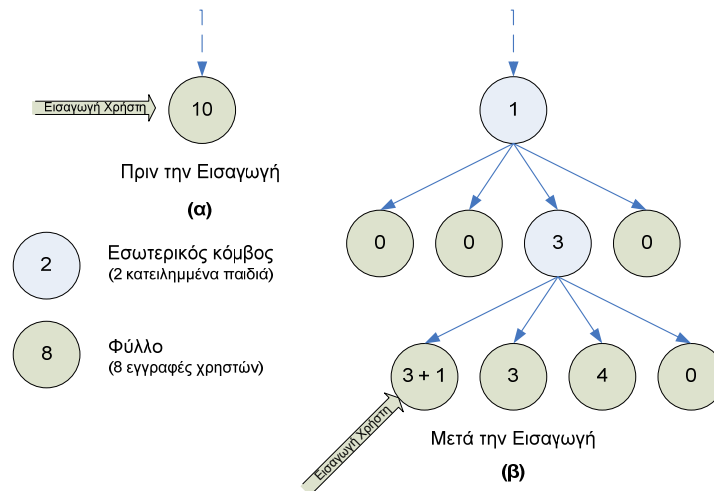 Εισαγωγή Χρήστη
10
Πριν την Εισαγωγή
(α)
2
Εσωτερικός κόμβος
(2 κατειλημμένα παιδιά)
8
Φύλλο
(8 εγγραφές χρηστών)
1
0
0
3
0
3 + 1
3
4
0
Εισαγωγή Χρήστη
Μετά την Εισαγωγή
(β)